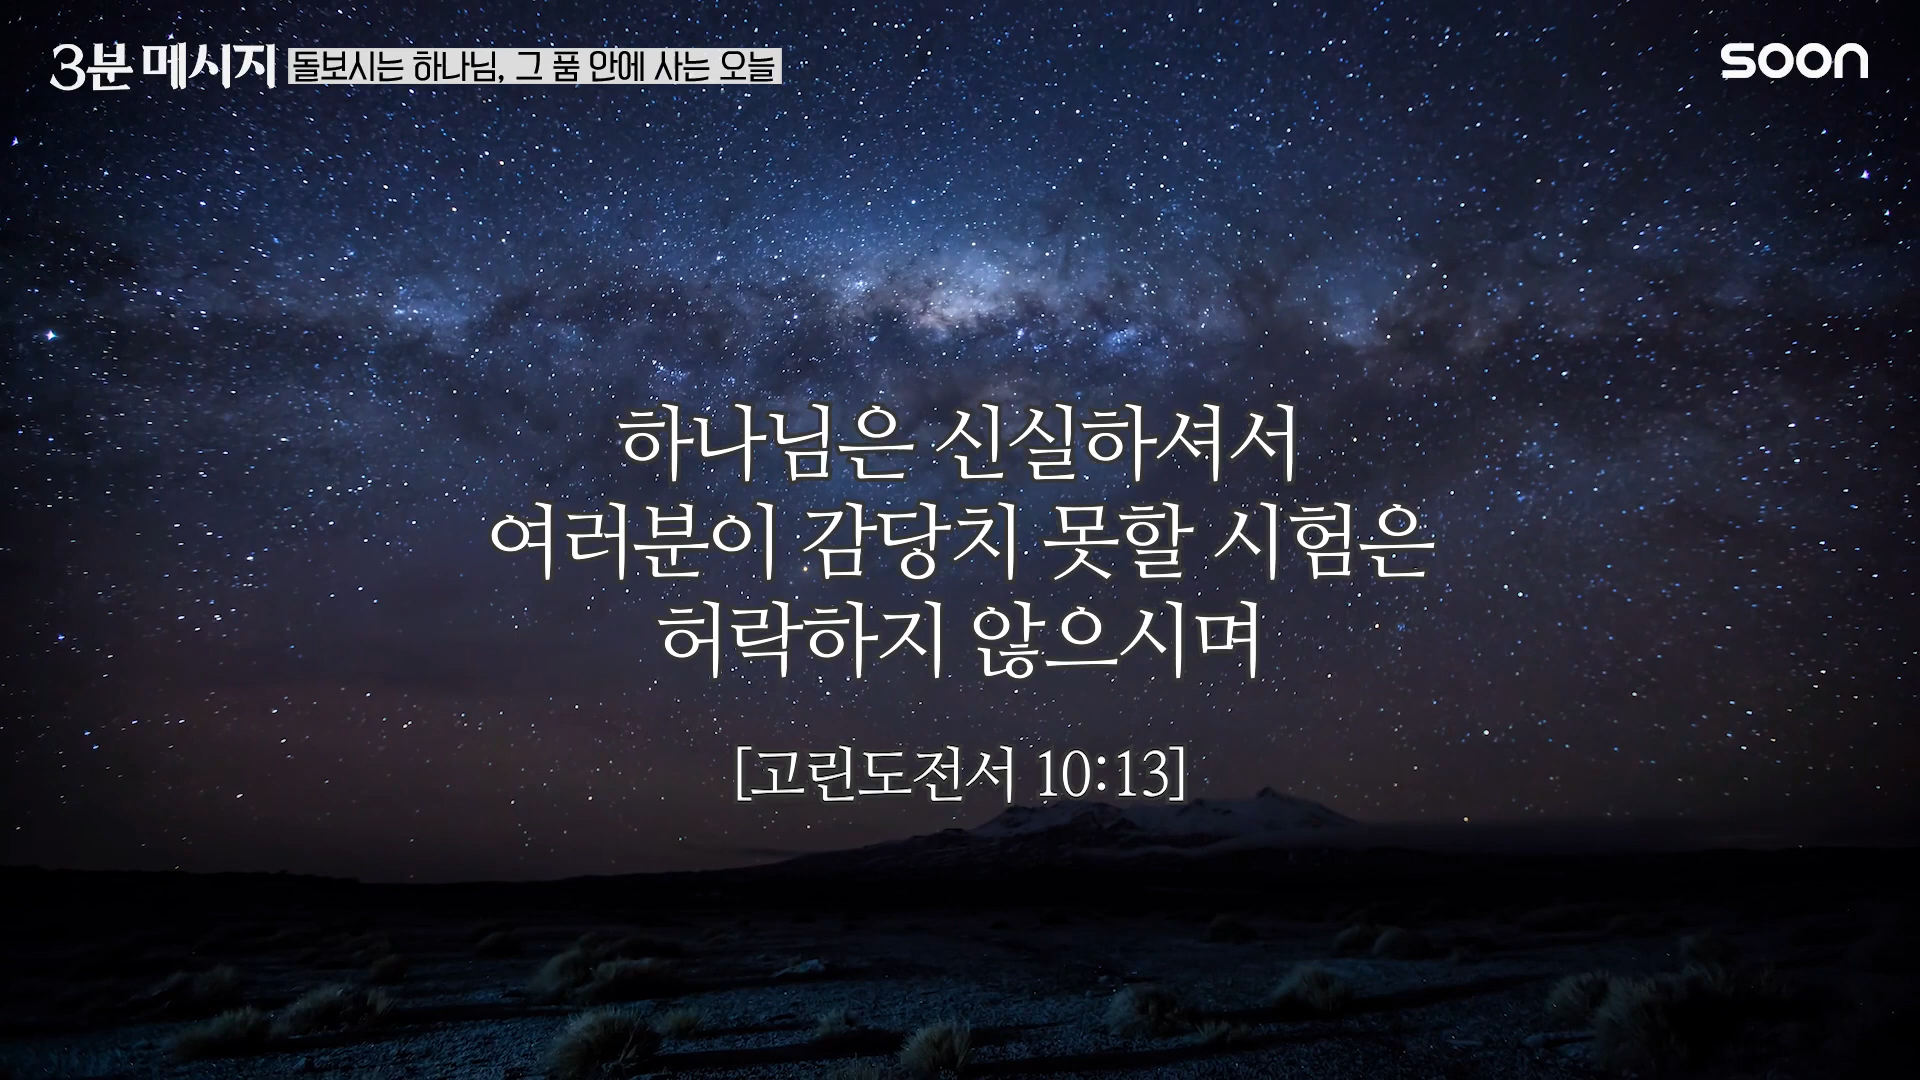 3분 메시지 돌보시는 하나님, 그 품 안에 사는 오늘
soon
하나님은 신실하셔서
여러분이 감당치 못할 시험은
허락하지 않으시며
[고린도전서 10:13]